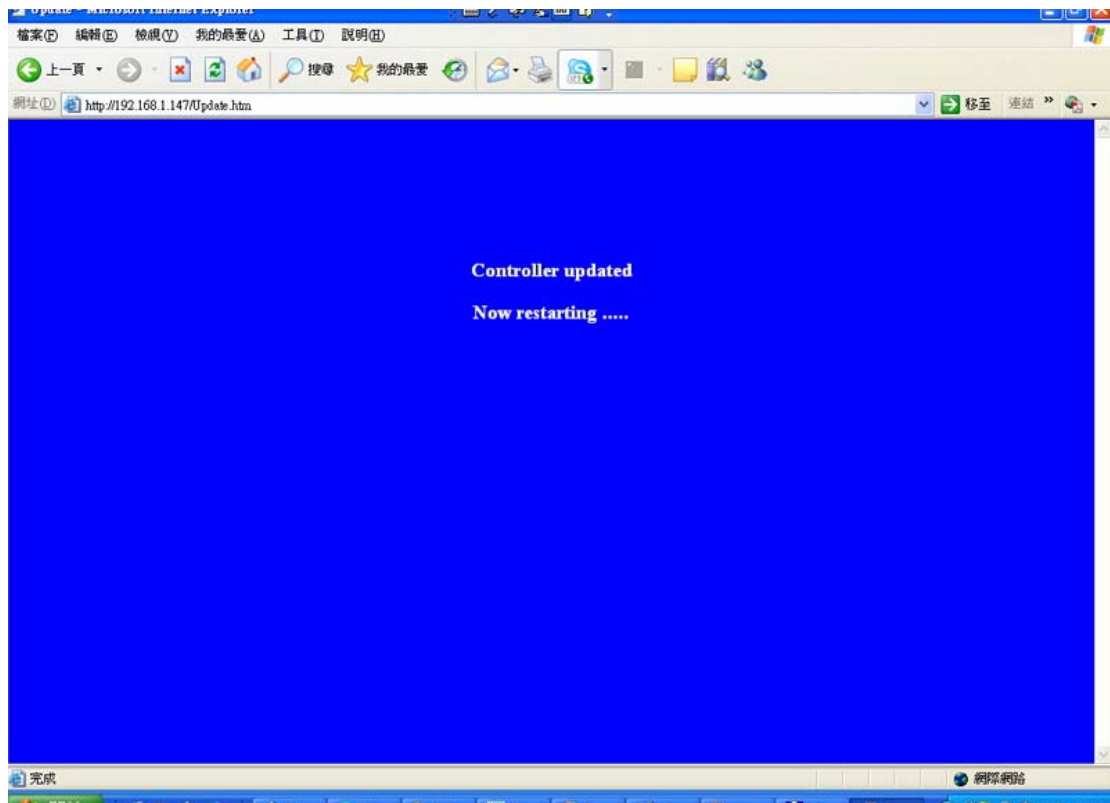 Update - Microsoft Internet Explorer
檔案(F) 編輯(E) 檢視(V) 我的最愛(A) 工具(T) 說明(H)
上一頁 搜尋 我的最愛
網址(D) http://192.168.1.147/Update.htm 移至 連結 »
Controller updated
Now restarting .....
完成 網際網路